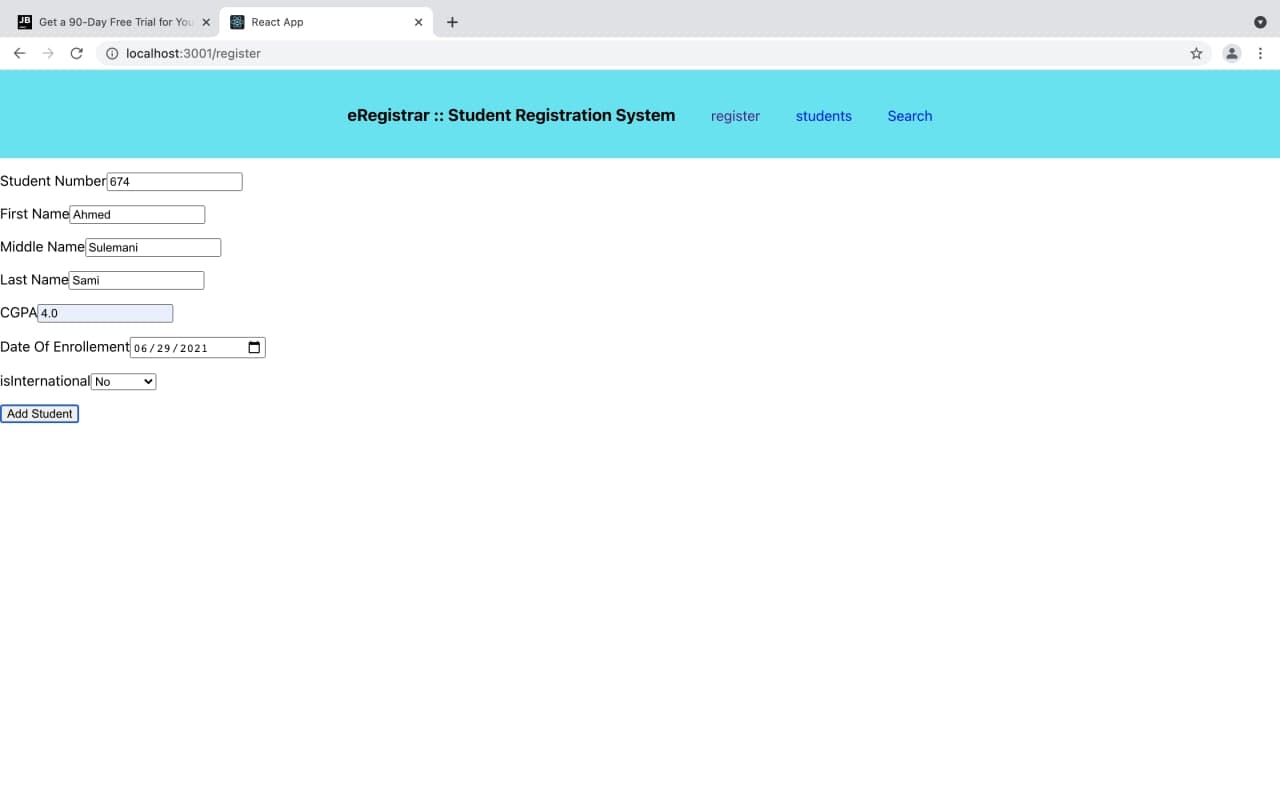 JB
Get a 90-Day Free Trial for You
React App
localhost:3001/register
eRegistrar :: Student Registration System register students Search
Student Number 674
First Name Ahmed
Middle Name Sulemani
Last Name Sami
CGPA 4.0
Date Of Enrollement 06/29/2021
isInternational No
Add Student